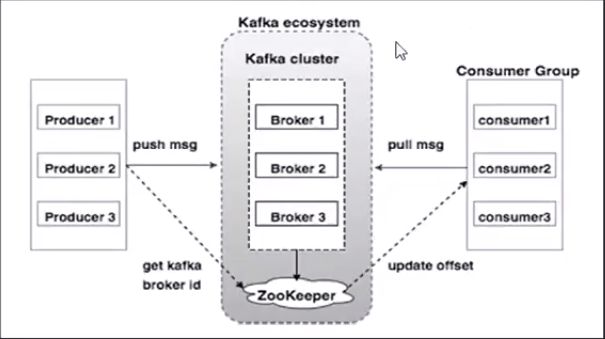 Kafka ecosystem
Kafka cluster
Consumer Group
Producer 1
Broker 1
consumer1
push msg
pull msg
Producer 2
Broker 2
consumer2
Producer 3
Broker 3
consumer3
get kafka
broker id
update offset
ZooKeeper